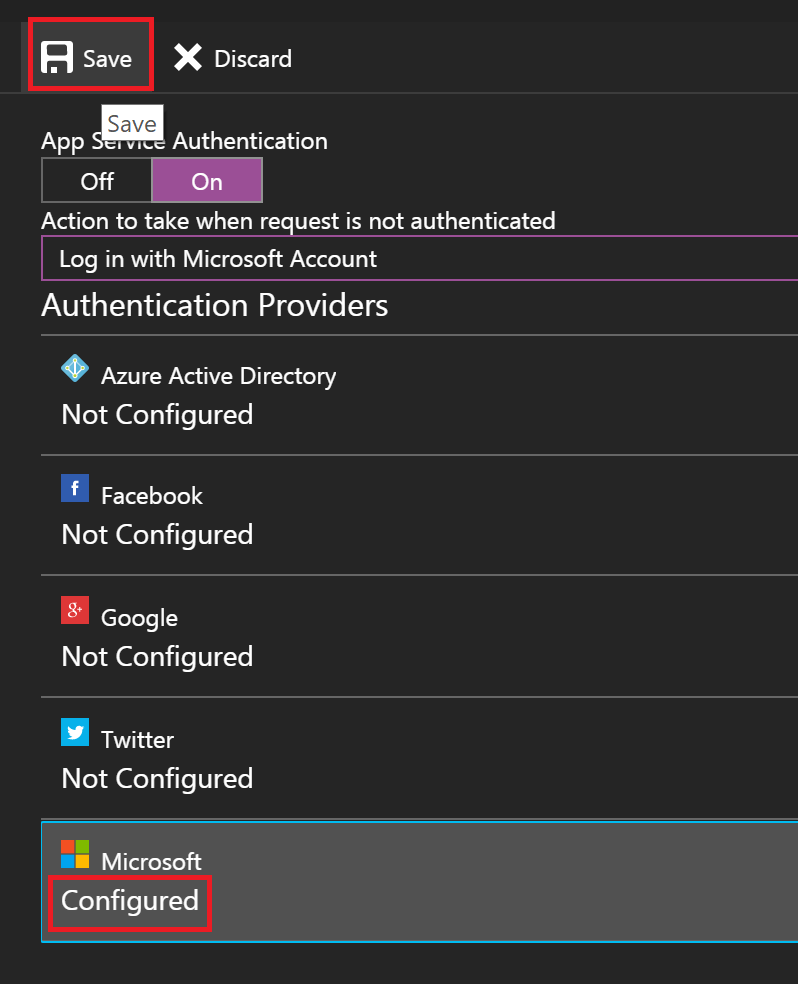 Save Discard
Save
App Service Authentication
Off On
Action to take when request is not authenticated
Log in with Microsoft Account
Authentication Providers
Azure Active Directory
Not Configured
f Facebook
Not Configured
g+ Google
Not Configured
Twitter
Not Configured
Microsoft
Configured